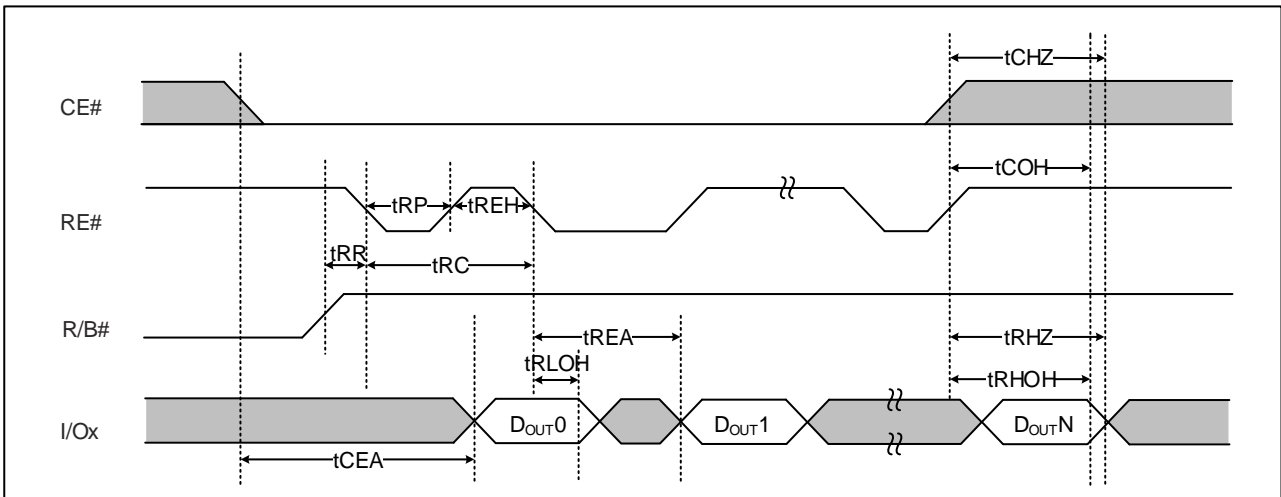 tCHZ
CE#
tCOH
tRP
tREH
RE#
tRR
tRC
R/B#
tREA
tRHZ
tRLOH
tRHOH
I/Ox
DOUT0
DOUT1
DOUTN
tCEA